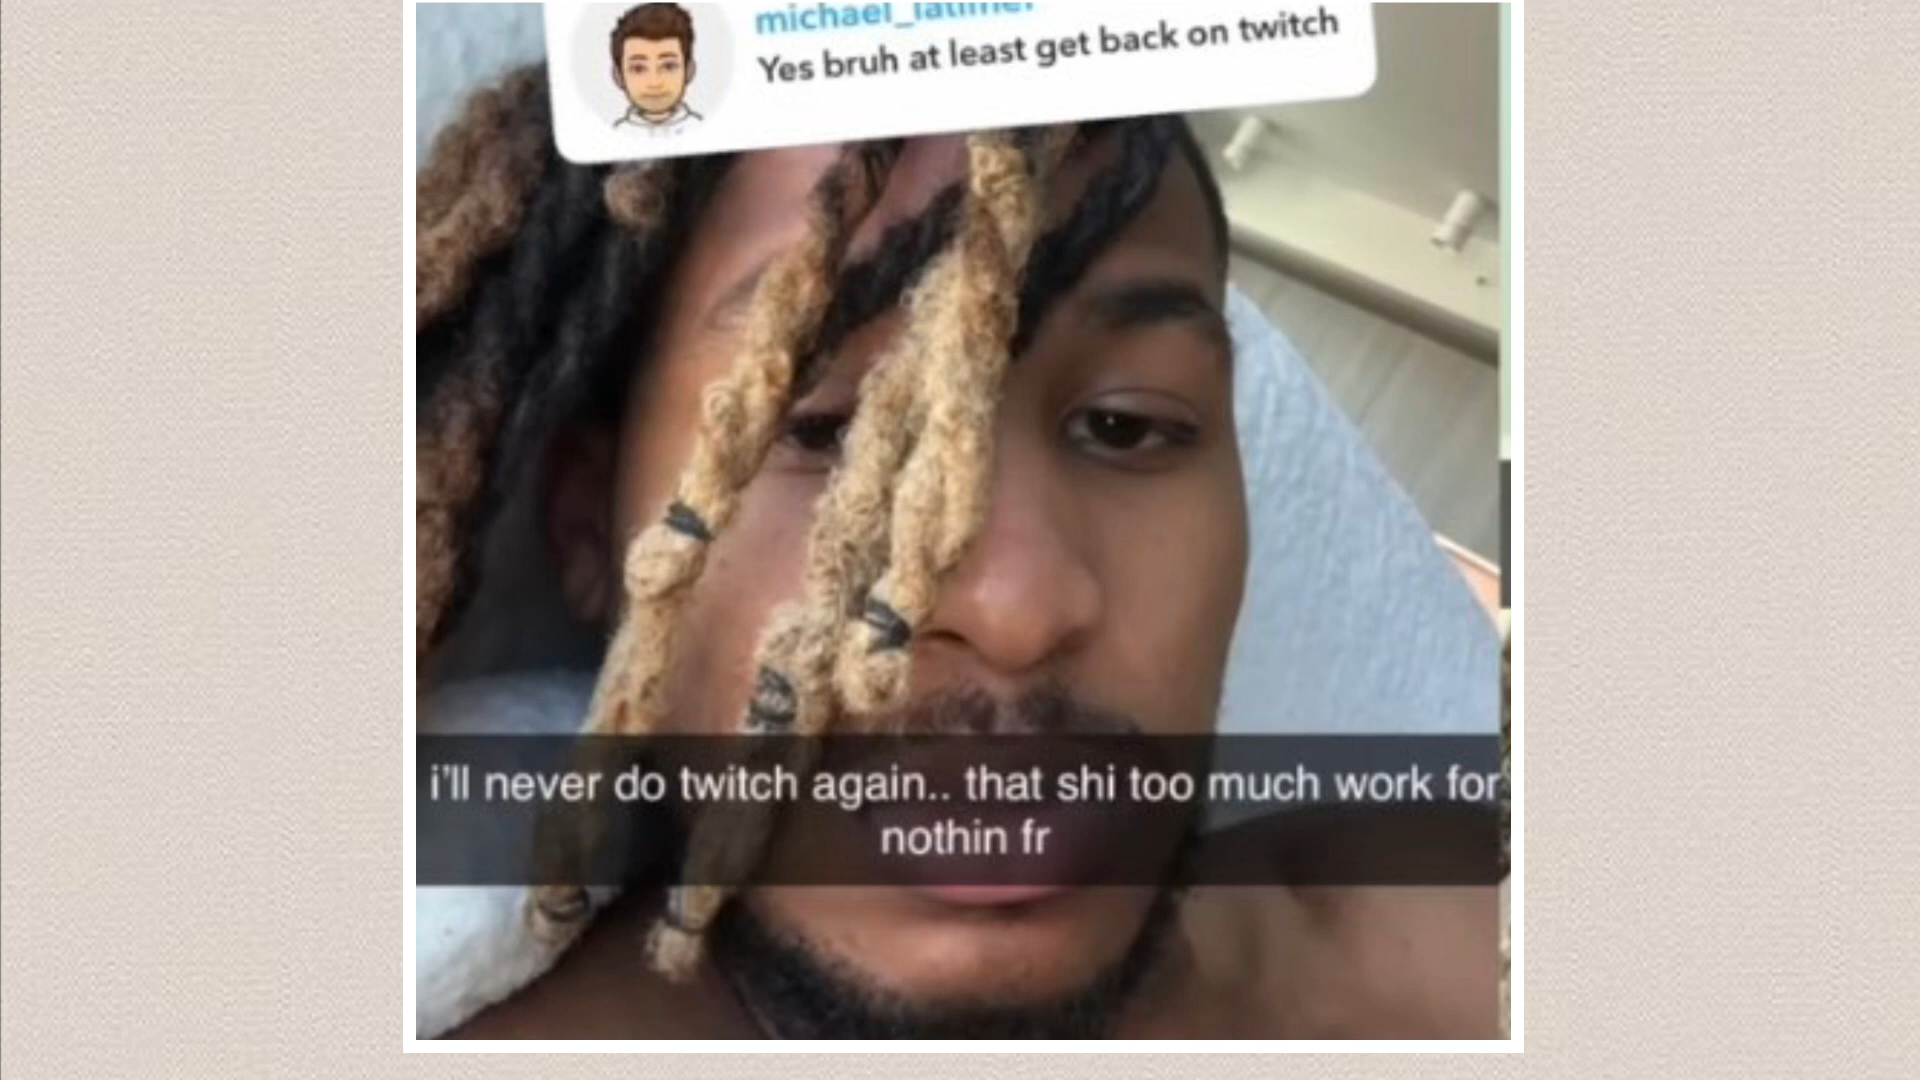 michael_latimer
Yes bruh at least get back on twitch
i'll never do twitch again.. that shi too much work for
nothin fr